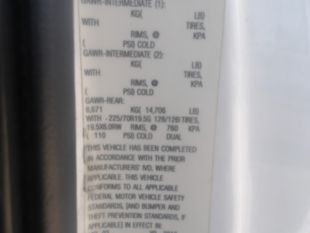 GAWR-INTERMEDIATE (1):
KG( LB)
WITH TIRES,
RIMS, @ KPA
( PSI) COLD
GAWR-INTERMEDIATE (2)
KG( LB)
WITH TIRES,
RIMS, @ KPA
( PSI) COLD
GAWR-REAR:
6,671 KG( 14,706 LB)
WITH - 225/70R19.5G 128/126 TIRES,
19.5X6.0RW RIMS, @ 760 KPA
( 110 PSI) COLD DUAL
THIS VEHICLE HAS BEEN COMPLETED
IN ACCORDANCE WITH THE PRIOR
MANUFACTURERS' IVD, WHERE
APPLICABLE. THIS VEHICLE
CONFORMS TO ALL APPLICABLE
FEDERAL MOTOR VEHICLE SAFETY
STANDARDS, [AND BUMPER AND
THEFT PREVENTION STANDARDS, IF
APPLICABLE] IN EFFECT IN: